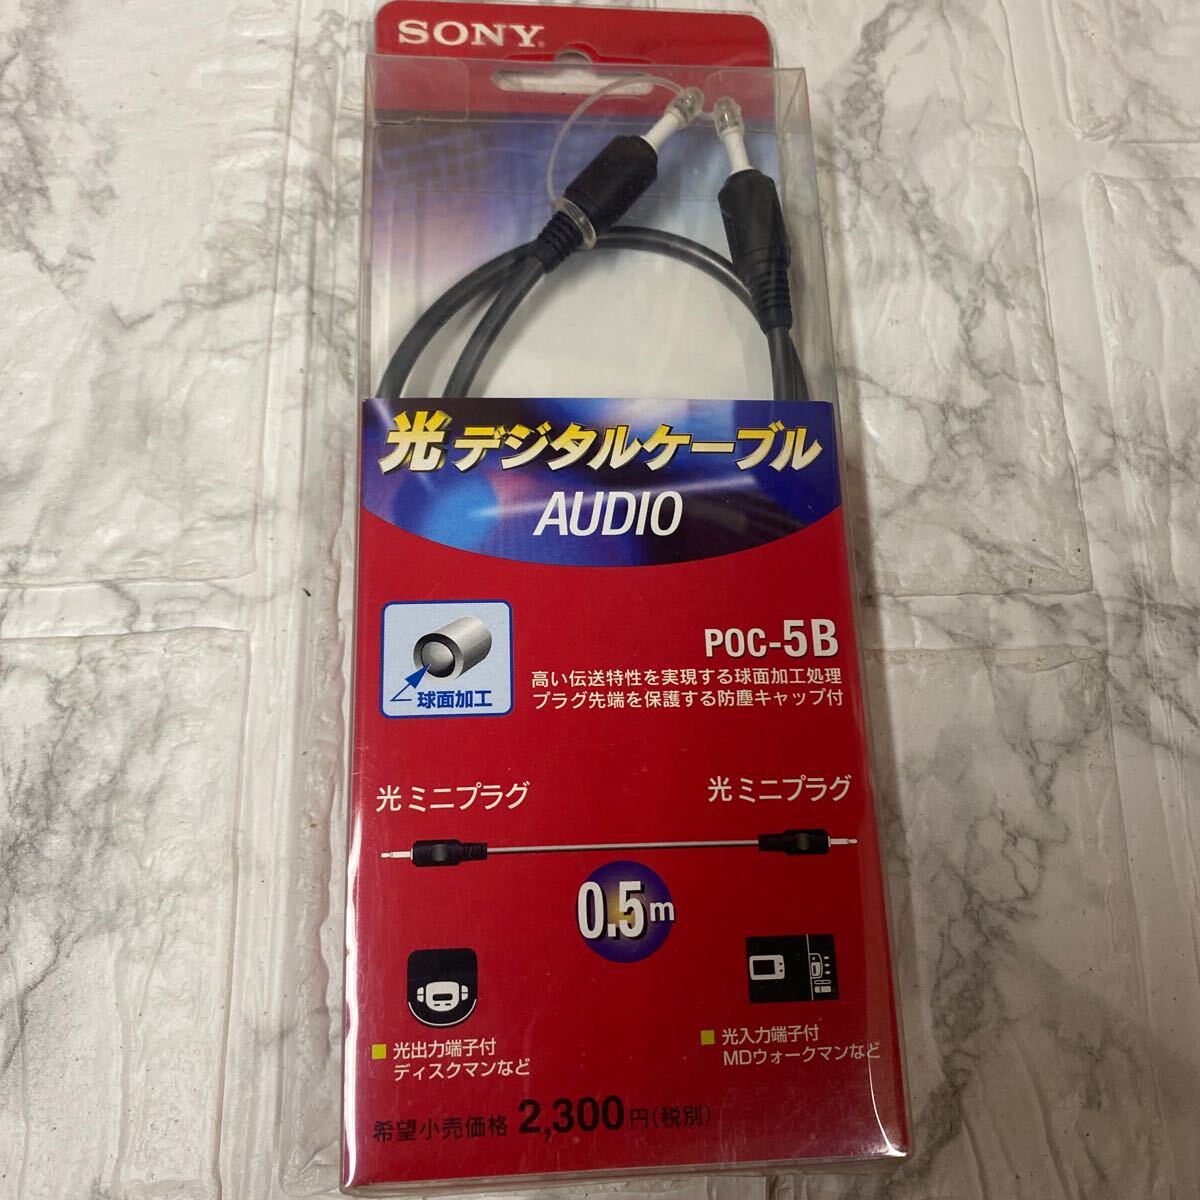 SONY
光デジタルケーブル
AUDIO
POC-5B
高い伝送特性を実現する球面加工処理
プラグ先端を保護する防塵キャップ付
球面加工
光ミニプラグ
光ミニプラグ
0.5m
■光出力端子付
ディスクマンなど
■光入力端子付
MDウォークマンなど
希望小売価格 2,300円(税別)